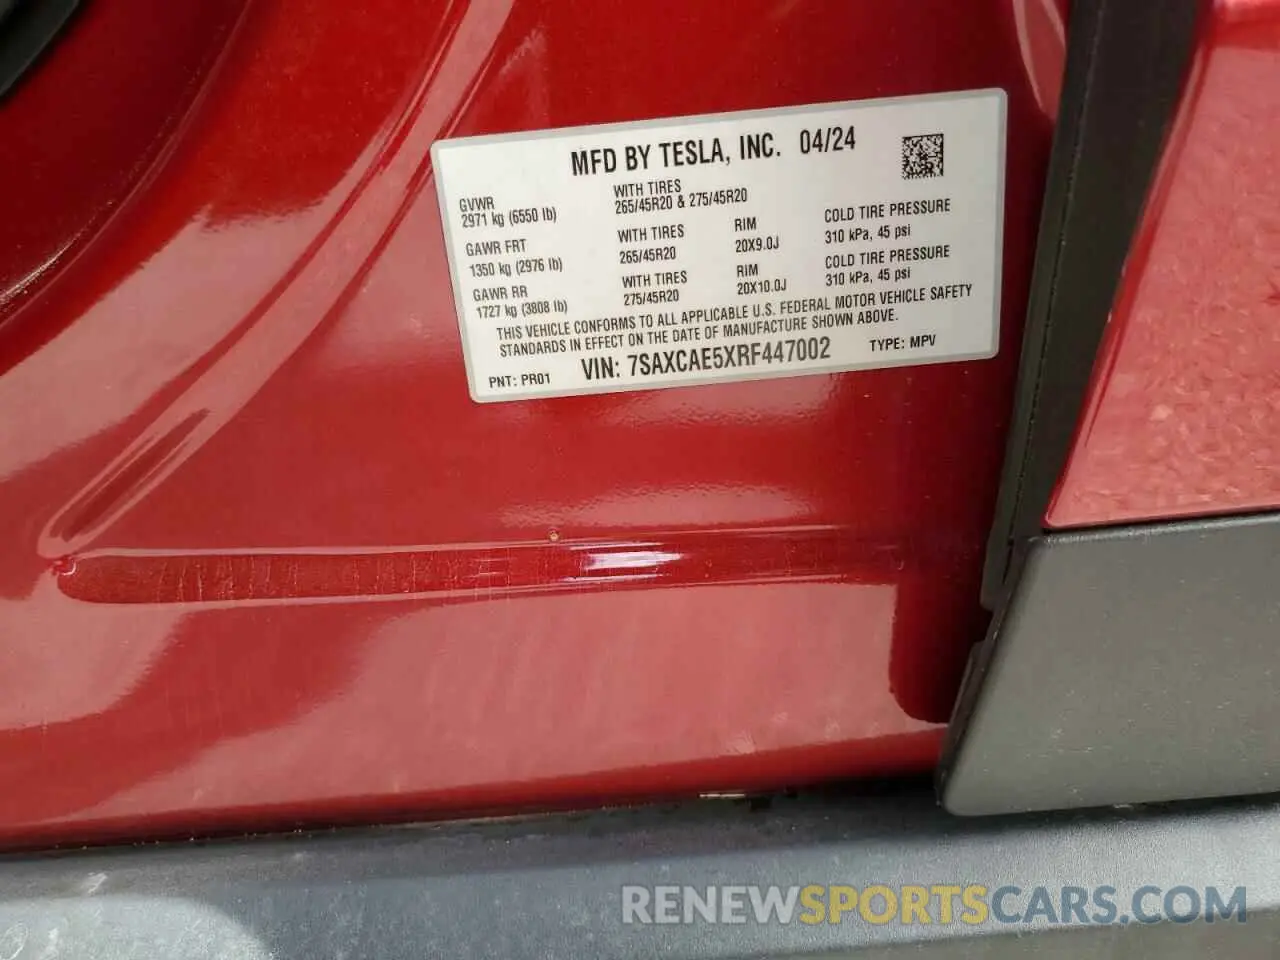 MFD BY TESLA, INC. 04/24
GVWR
2971 kg (6550 lb)
WITH TIRES
265/45R20 & 275/45R20
GAWR FRT
1350 kg (2976 lb)
WITH TIRES
265/45R20
RIM
20X9.0J
COLD TIRE PRESSURE
310 kPa, 45 psi
GAWR RR
1727 kg (3808 lb)
WITH TIRES
275/45R20
RIM
20X10.0J
COLD TIRE PRESSURE
310 kPa, 45 psi
THIS VEHICLE CONFORMS TO ALL APPLICABLE U.S. FEDERAL MOTOR VEHICLE SAFETY
STANDARDS IN EFFECT ON THE DATE OF MANUFACTURE SHOWN ABOVE.
PNT: PR01 VIN: 7SAXCAE5XRF447002 TYPE: MPV
RENEWSPORTSCARS.COM